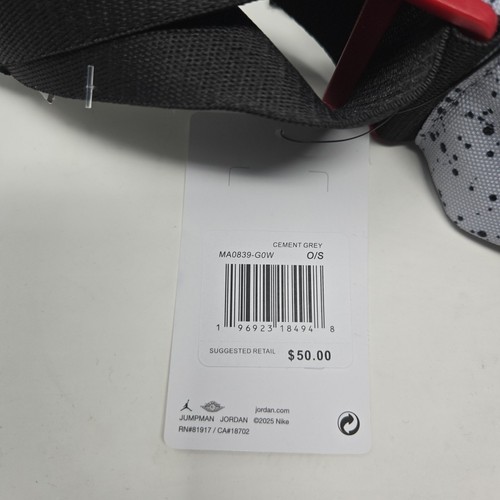 CEMENT GREY
MA0839-G0W O/S
1 96923 18494 8
SUGGESTED RETAIL $50.00
jordan.com
JUMPMAN JORDAN ©2025 Nike
RN#81917 / CA#18702